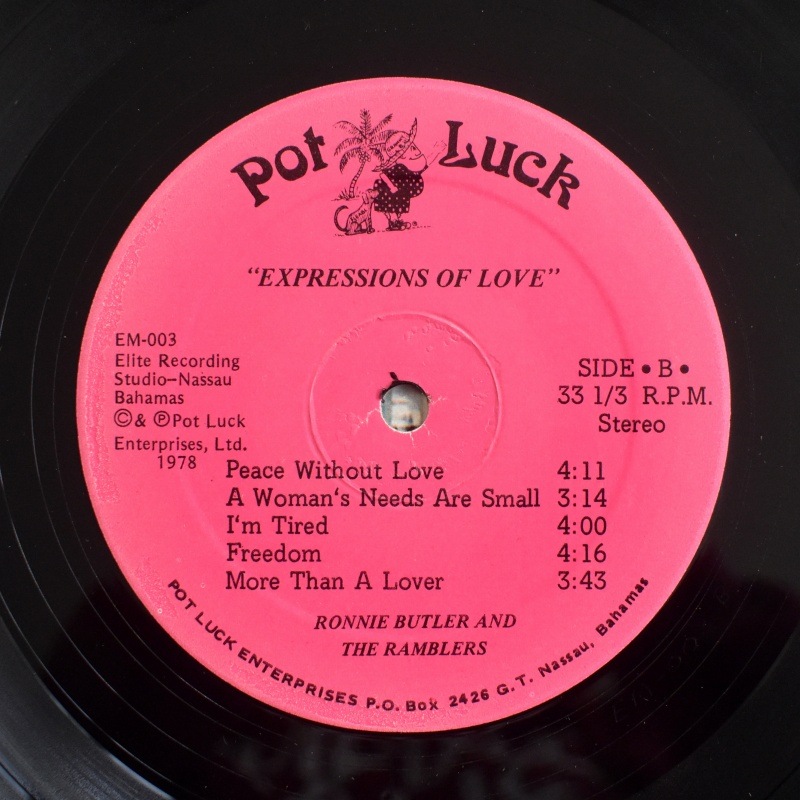 Pot Luck
"EXPRESSIONS OF LOVE"
EM-003
Elite Recording
Studio-Nassau
Bahamas
©& ℗Pot Luck
Enterprises, Ltd.
1978
SIDE • B •
33 1/3 R.P.M.
Stereo
Peace Without Love 4:11
A Woman's Needs Are Small 3:14
I'm Tired 4:00
Freedom 4:16
More Than A Lover 3:43
RONNIE BUTLER AND
THE RAMBLERS
POT LUCK ENTERPRISES P.O. Box 2426 G.T. Nassau, Bahamas